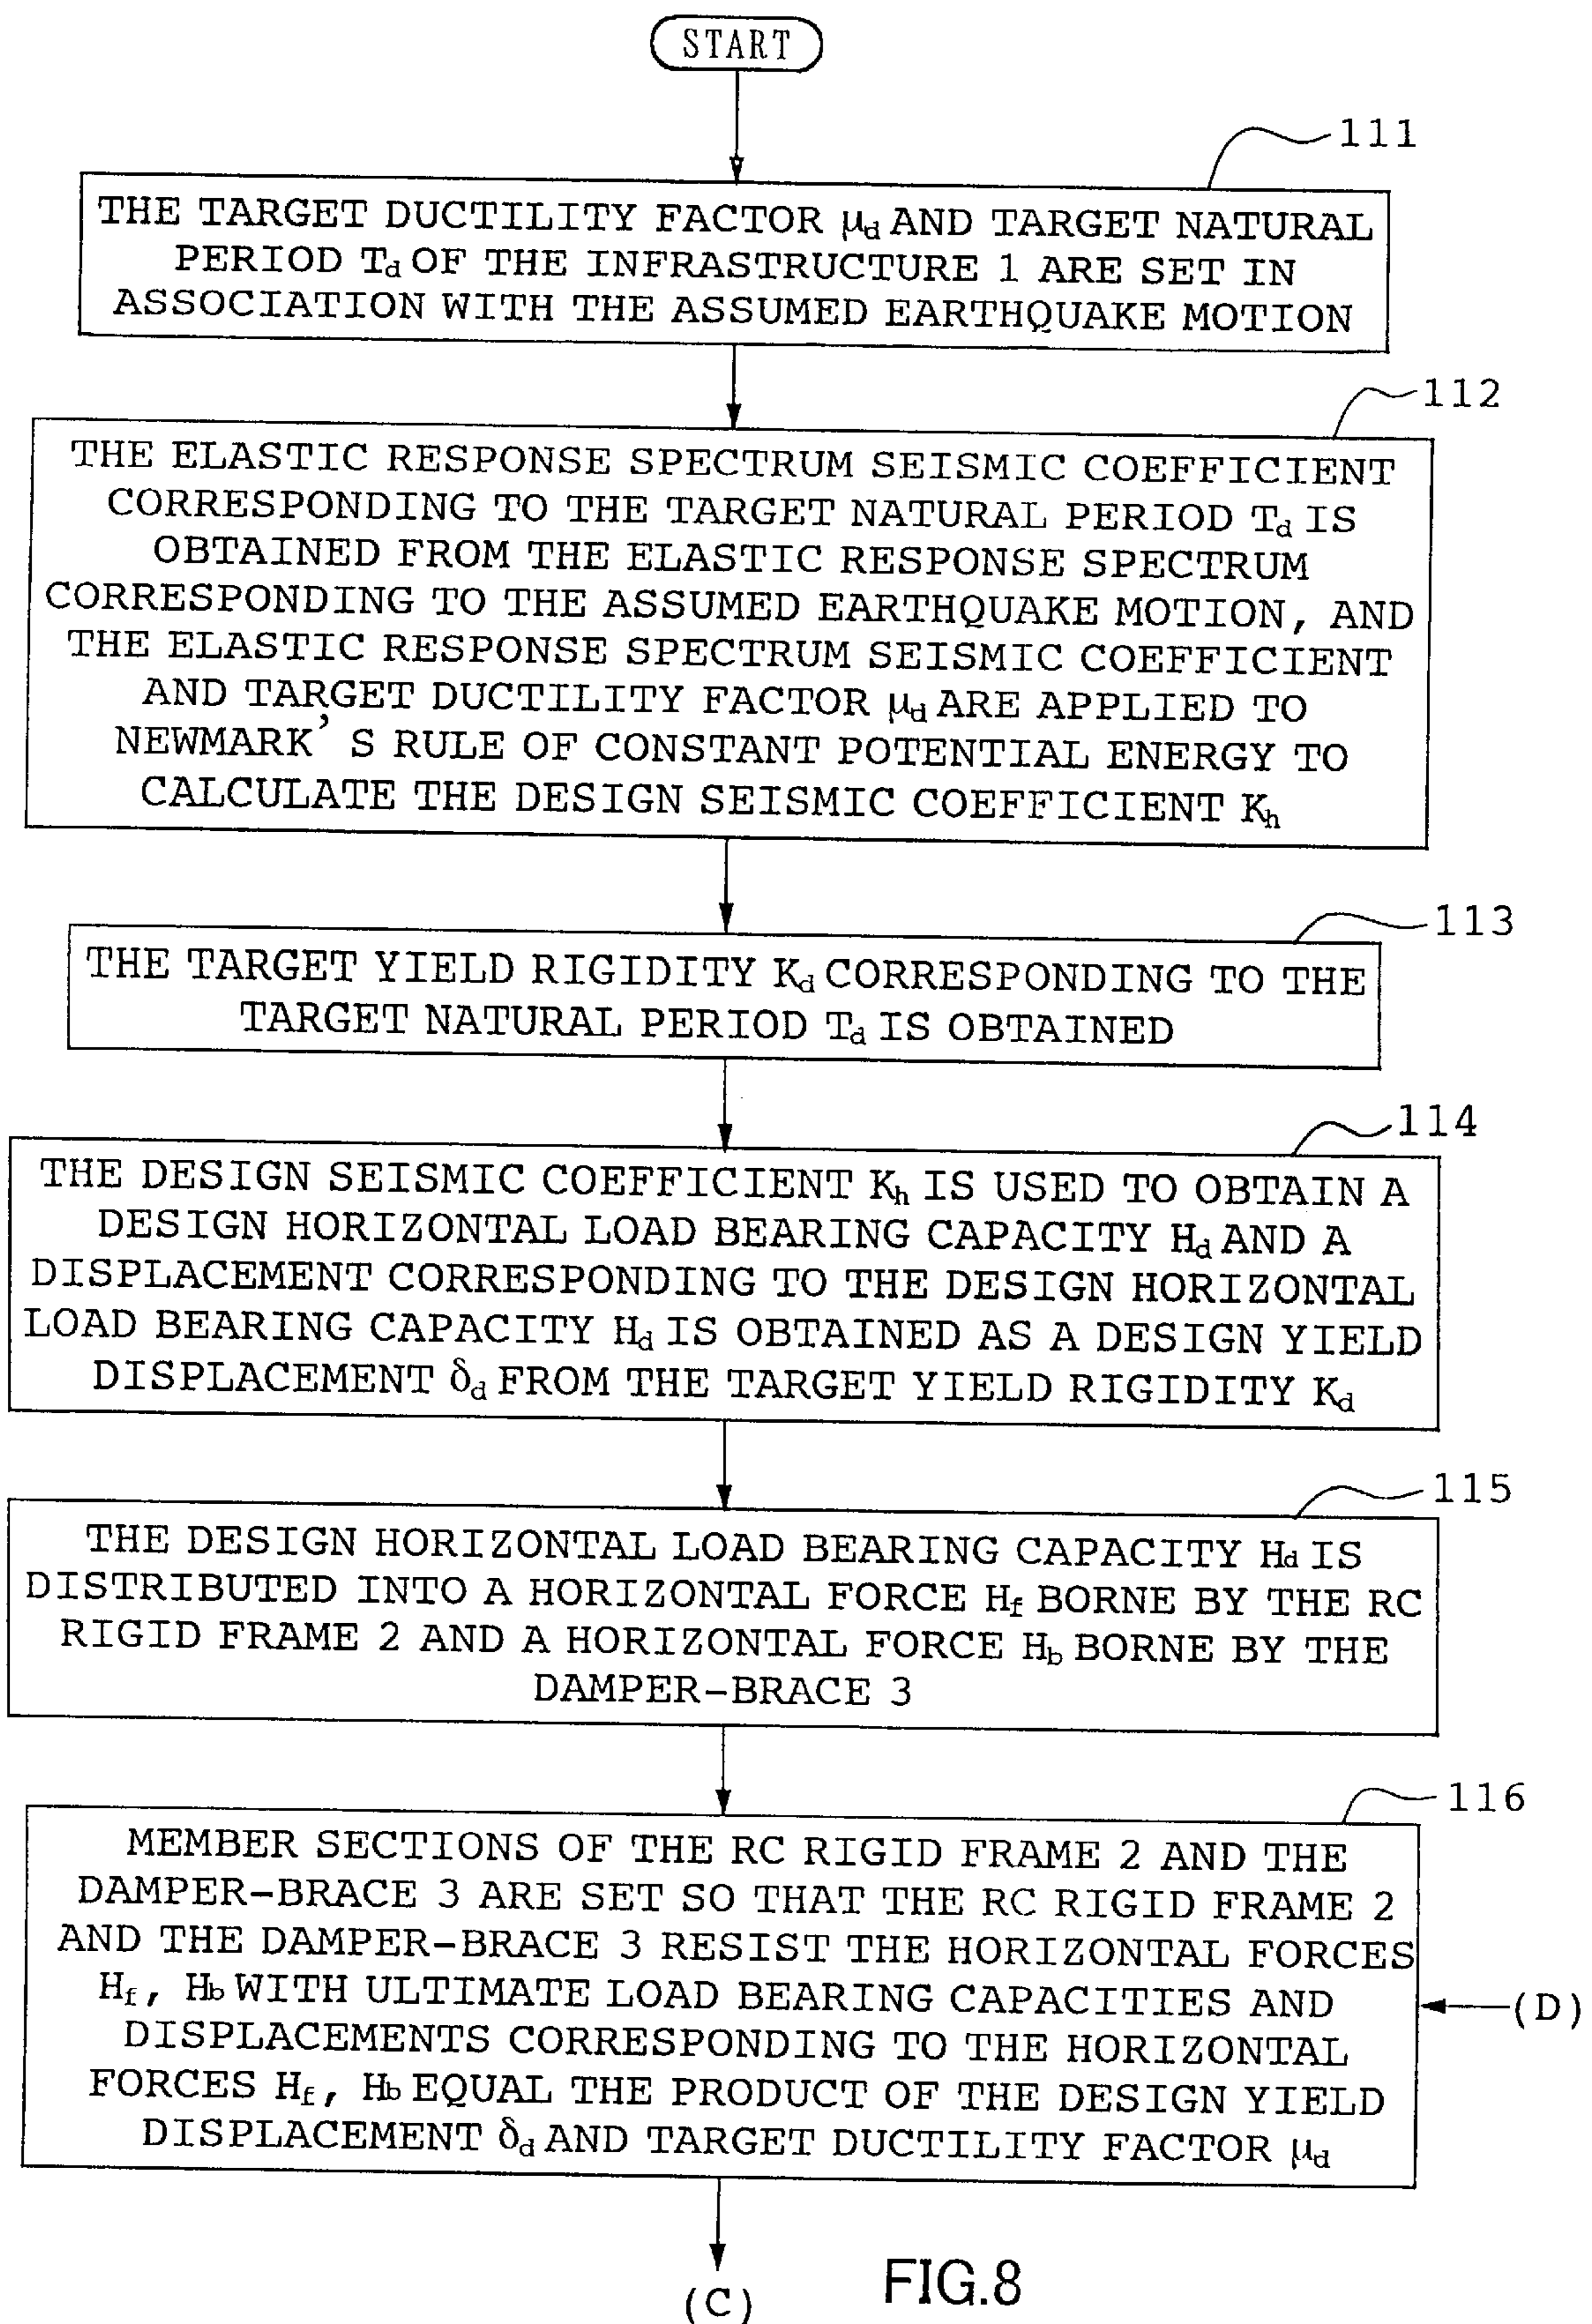 START
111
THE TARGET DUCTILITY FACTOR μd AND TARGET NATURAL
PERIOD Td OF THE INFRASTRUCTURE 1 ARE SET IN
ASSOCIATION WITH THE ASSUMED EARTHQUAKE MOTION
112
THE ELASTIC RESPONSE SPECTRUM SEISMIC COEFFICIENT
CORRESPONDING TO THE TARGET NATURAL PERIOD Td IS
OBTAINED FROM THE ELASTIC RESPONSE SPECTRUM
CORRESPONDING TO THE ASSUMED EARTHQUAKE MOTION, AND
THE ELASTIC RESPONSE SPECTRUM SEISMIC COEFFICIENT
AND TARGET DUCTILITY FACTOR μd ARE APPLIED TO
NEWMARK' S RULE OF CONSTANT POTENTIAL ENERGY TO
CALCULATE THE DESIGN SEISMIC COEFFICIENT Kh
113
THE TARGET YIELD RIGIDITY Kd CORRESPONDING TO THE
TARGET NATURAL PERIOD Td IS OBTAINED
114
THE DESIGN SEISMIC COEFFICIENT Kh IS USED TO OBTAIN A
DESIGN HORIZONTAL LOAD BEARING CAPACITY Hd AND A
DISPLACEMENT CORRESPONDING TO THE DESIGN HORIZONTAL
LOAD BEARING CAPACITY Hd IS OBTAINED AS A DESIGN YIELD
DISPLACEMENT δd FROM THE TARGET YIELD RIGIDITY Kd
115
THE DESIGN HORIZONTAL LOAD BEARING CAPACITY Hd IS
DISTRIBUTED INTO A HORIZONTAL FORCE Hf BORNE BY THE RC
RIGID FRAME 2 AND A HORIZONTAL FORCE Hb BORNE BY THE
DAMPER-BRACE 3
116
MEMBER SECTIONS OF THE RC RIGID FRAME 2 AND THE
DAMPER-BRACE 3 ARE SET SO THAT THE RC RIGID FRAME 2
AND THE DAMPER-BRACE 3 RESIST THE HORIZONTAL FORCES
Hf, Hb WITH ULTIMATE LOAD BEARING CAPACITIES AND
DISPLACEMENTS CORRESPONDING TO THE HORIZONTAL
FORCES Hf, Hb EQUAL THE PRODUCT OF THE DESIGN YIELD
DISPLACEMENT δd AND TARGET DUCTILITY FACTOR μd
(D)
(C)
FIG.8